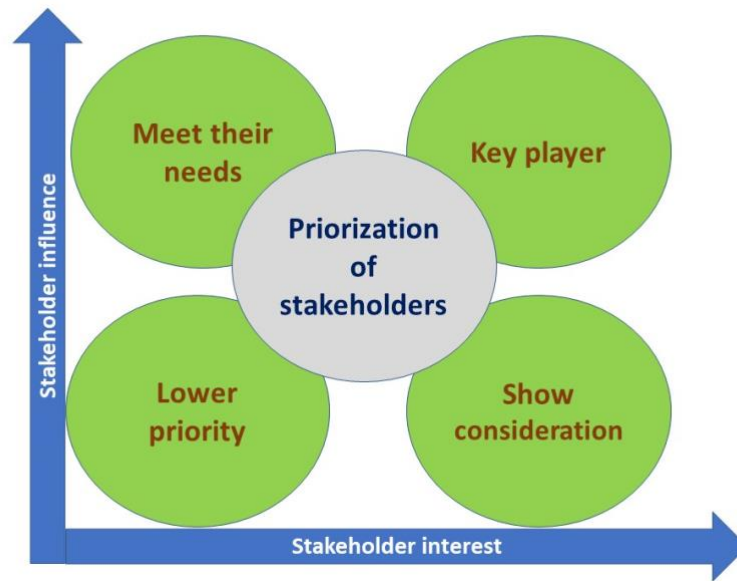 Stakeholder influence
Meet their
needs
Key player
Priorization
of
stakeholders
Lower
priority
Show
consideration
Stakeholder interest